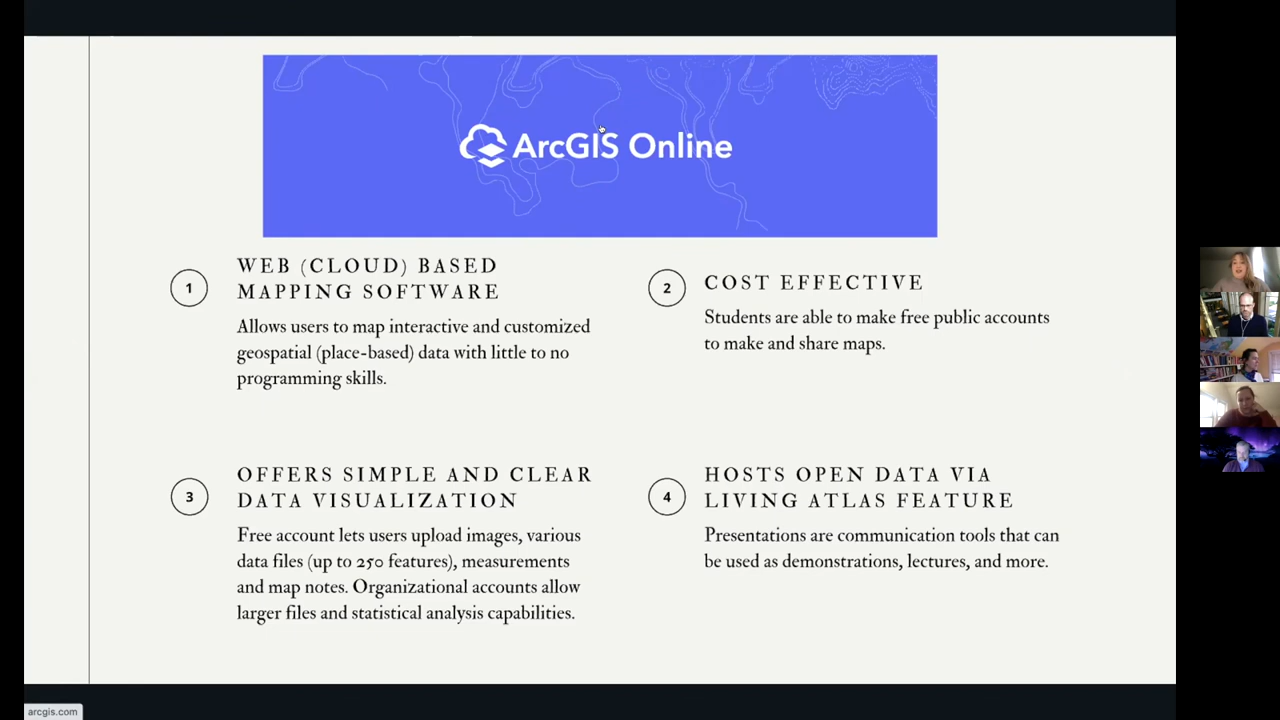 ArcGIS Online
1
WEB (CLOUD) BASED
MAPPING SOFTWARE
Allows users to map interactive and customized
geospatial (place-based) data with little to no
programming skills.
2
COST EFFECTIVE
Students are able to make free public accounts
to make and share maps.
3
OFFERS SIMPLE AND CLEAR
DATA VISUALIZATION
Free account lets users upload images, various
data files (up to 250 features), measurements
and map notes. Organizational accounts allow
larger files and statistical analysis capabilities.
4
HOSTS OPEN DATA VIA
LIVING ATLAS FEATURE
Presentations are communication tools that can
be used as demonstrations, lectures, and more.
arcgis.com